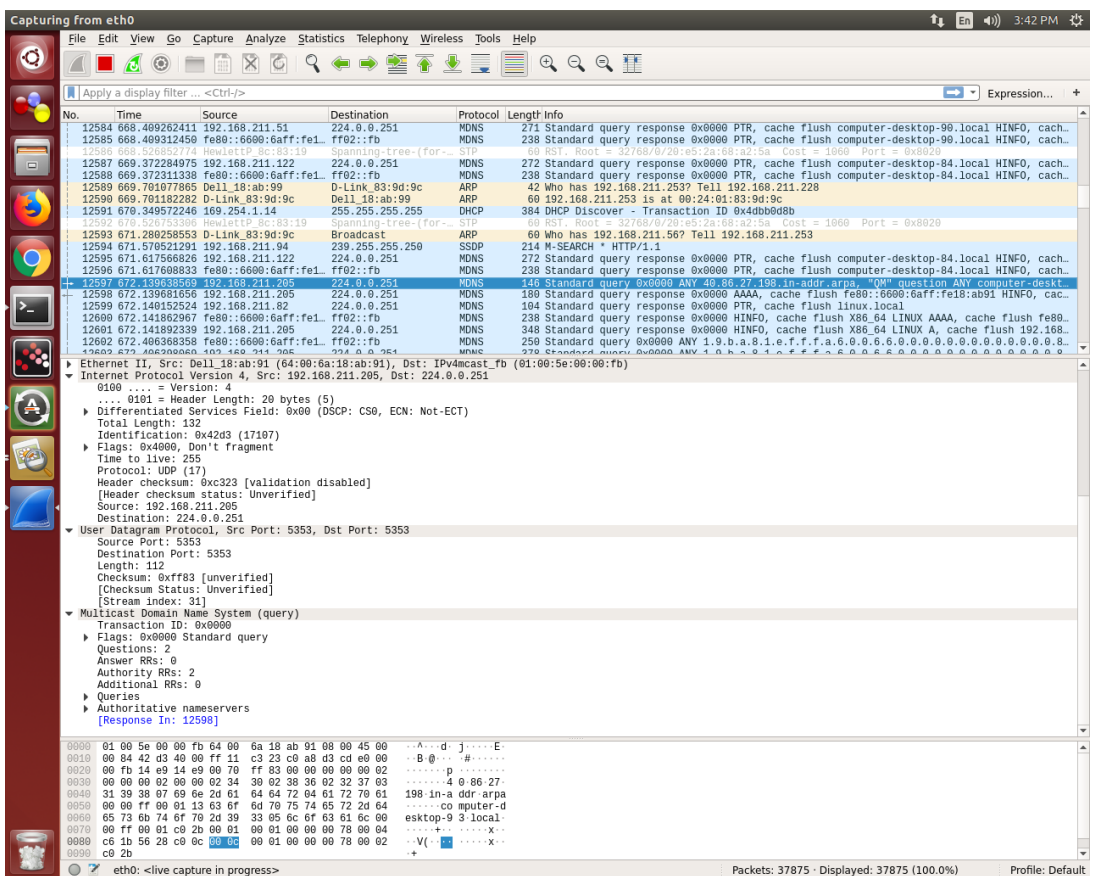 Capturing from eth0 En 3:42 PM
File Edit View Go Capture Analyze Statistics Telephony Wireless Tools Help
Apply a display filter ... <Ctrl-/> Expression... +
No. Time Source Destination Protocol Length Info
12584 668.409262411 192.168.211.51 224.0.0.251 MDNS 271 Standard query response 0x0000 PTR, cache flush computer-desktop-90.local HINFO, cach…
12585 668.409312450 fe80::6600:6aff:fe1… ff02::fb MDNS 238 Standard query response 0x0000 PTR, cache flush computer-desktop-90.local HINFO, cach…
12586 668.526852774 HewlettP_8c:83:19 Spanning-tree-(for-… STP 60 RST. Root = 32768/0/20:e5:2a:68:a2:5a Cost = 1060 Port = 0x8020
12587 669.372284975 192.168.211.122 224.0.0.251 MDNS 272 Standard query response 0x0000 PTR, cache flush computer-desktop-84.local HINFO, cach…
12588 669.372311338 fe80::6600:6aff:fe1… ff02::fb MDNS 238 Standard query response 0x0000 PTR, cache flush computer-desktop-84.local HINFO, cach…
12589 669.701077865 Dell_18:ab:99 D-Link_83:9d:9c ARP 42 Who has 192.168.211.253? Tell 192.168.211.228
12590 669.701182282 D-Link_83:9d:9c Dell_18:ab:99 ARP 60 192.168.211.253 is at 00:24:01:83:9d:9c
12591 670.349572246 169.254.1.14 255.255.255.255 DHCP 384 DHCP Discover - Transaction ID 0x4dbb0d8b
12592 670.526753306 HewlettP_8c:83:19 Spanning-tree-(for-… STP 60 RST. Root = 32768/0/20:e5:2a:68:a2:5a Cost = 1060 Port = 0x8020
12593 671.280258553 D-Link_83:9d:9c Broadcast ARP 60 Who has 192.168.211.56? Tell 192.168.211.253
12594 671.570521291 192.168.211.94 239.255.255.250 SSDP 214 M-SEARCH * HTTP/1.1
12595 671.617566826 192.168.211.122 224.0.0.251 MDNS 272 Standard query response 0x0000 PTR, cache flush computer-desktop-84.local HINFO, cach…
12596 671.617608833 fe80::6600:6aff:fe1… ff02::fb MDNS 238 Standard query response 0x0000 PTR, cache flush computer-desktop-84.local HINFO, cach…
12597 672.139638569 192.168.211.205 224.0.0.251 MDNS 146 Standard query 0x0000 ANY 40.86.27.198.in-addr.arpa, "QM" question ANY computer-deskt…
12598 672.139681656 192.168.211.205 224.0.0.251 MDNS 180 Standard query response 0x0000 AAAA, cache flush fe80::6600:6aff:fe18:ab91 HINFO, cac…
12599 672.140152524 192.168.211.82 224.0.0.251 MDNS 104 Standard query response 0x0000 PTR, cache flush linux.local
12600 672.141862967 fe80::6600:6aff:fe1… ff02::fb MDNS 238 Standard query response 0x0000 HINFO, cache flush X86_64 LINUX AAAA, cache flush fe80…
12601 672.141892339 192.168.211.205 224.0.0.251 MDNS 348 Standard query response 0x0000 HINFO, cache flush X86_64 LINUX A, cache flush 192.168…
12602 672.406368358 fe80::6600:6aff:fe1… ff02::fb MDNS 250 Standard query 0x0000 ANY 1.9.b.a.8.1.e.f.f.f.a.6.0.0.6.6.0.0.0.0.0.0.0.0.0.0.0.0.0.8…
Ethernet II, Src: Dell_18:ab:91 (64:00:6a:18:ab:91), Dst: IPv4mcast_fb (01:00:5e:00:00:fb)
Internet Protocol Version 4, Src: 192.168.211.205, Dst: 224.0.0.251
0100 .... = Version: 4
.... 0101 = Header Length: 20 bytes (5)
Differentiated Services Field: 0x00 (DSCP: CS0, ECN: Not-ECT)
Total Length: 132
Identification: 0x42d3 (17107)
Flags: 0x4000, Don't fragment
Time to live: 255
Protocol: UDP (17)
Header checksum: 0xc323 [validation disabled]
[Header checksum status: Unverified]
Source: 192.168.211.205
Destination: 224.0.0.251
User Datagram Protocol, Src Port: 5353, Dst Port: 5353
Source Port: 5353
Destination Port: 5353
Length: 112
Checksum: 0xff83 [unverified]
[Checksum Status: Unverified]
[Stream index: 31]
Multicast Domain Name System (query)
Transaction ID: 0x0000
Flags: 0x0000 Standard query
Questions: 2
Answer RRs: 0
Authority RRs: 2
Additional RRs: 0
Queries
Authoritative nameservers
[Response In: 12598]
0000 01 00 5e 00 00 fb 64 00 6a 18 ab 91 08 00 45 00 ··^···d· j·····E·
0010 00 84 42 d3 40 00 ff 11 c3 23 c0 a8 d3 cd e0 00 ··B·@··· ·#······
0020 00 fb 14 e9 14 e9 00 70 ff 83 00 00 00 00 00 02 ·······p ········
0030 00 00 00 02 00 00 02 34 30 02 38 36 02 32 37 03 ·······4 0·86·27·
0040 31 39 38 07 69 6e 2d 61 64 64 72 04 61 72 70 61 198·in-a ddr·arpa
0050 00 00 ff 00 01 13 63 6f 6d 70 75 74 65 72 2d 64 ······co mputer-d
0060 65 73 6b 74 6f 70 2d 39 33 05 6c 6f 63 61 6c 00 esktop-9 3·local·
0070 00 ff 00 01 c0 2b 00 01 00 01 00 00 00 78 00 04 ·····+·· ·····x··
0080 c6 1b 56 28 c0 0c 00 0c 00 01 00 00 00 78 00 02 ··V(···· ·····x··
0090 c0 2b ·+
eth0: <live capture in progress> Packets: 37875 · Displayed: 37875 (100.0%) Profile: Default